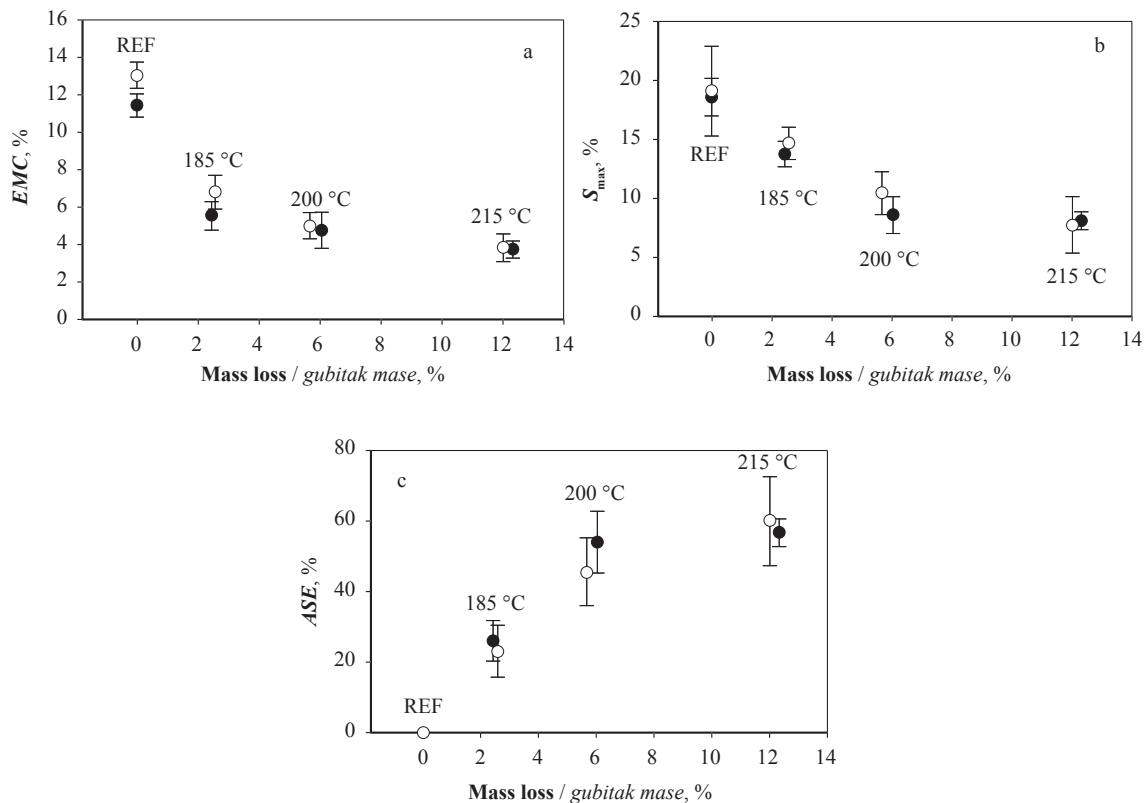 16
14
12
10
8
6
4
2
0
EMC, %
REF
185 °C
200 °C
215 °C
a
0 2 4 6 8 10 12 14
Mass loss / gubitak mase, %
25
20
15
10
5
0
Smax, %
REF
185 °C
200 °C
215 °C
b
0 2 4 6 8 10 12 14
Mass loss / gubitak mase, %
80
60
40
20
0
ASE, %
c
REF
185 °C
200 °C
215 °C
0 2 4 6 8 10 12 14
Mass loss / gubitak mase, %